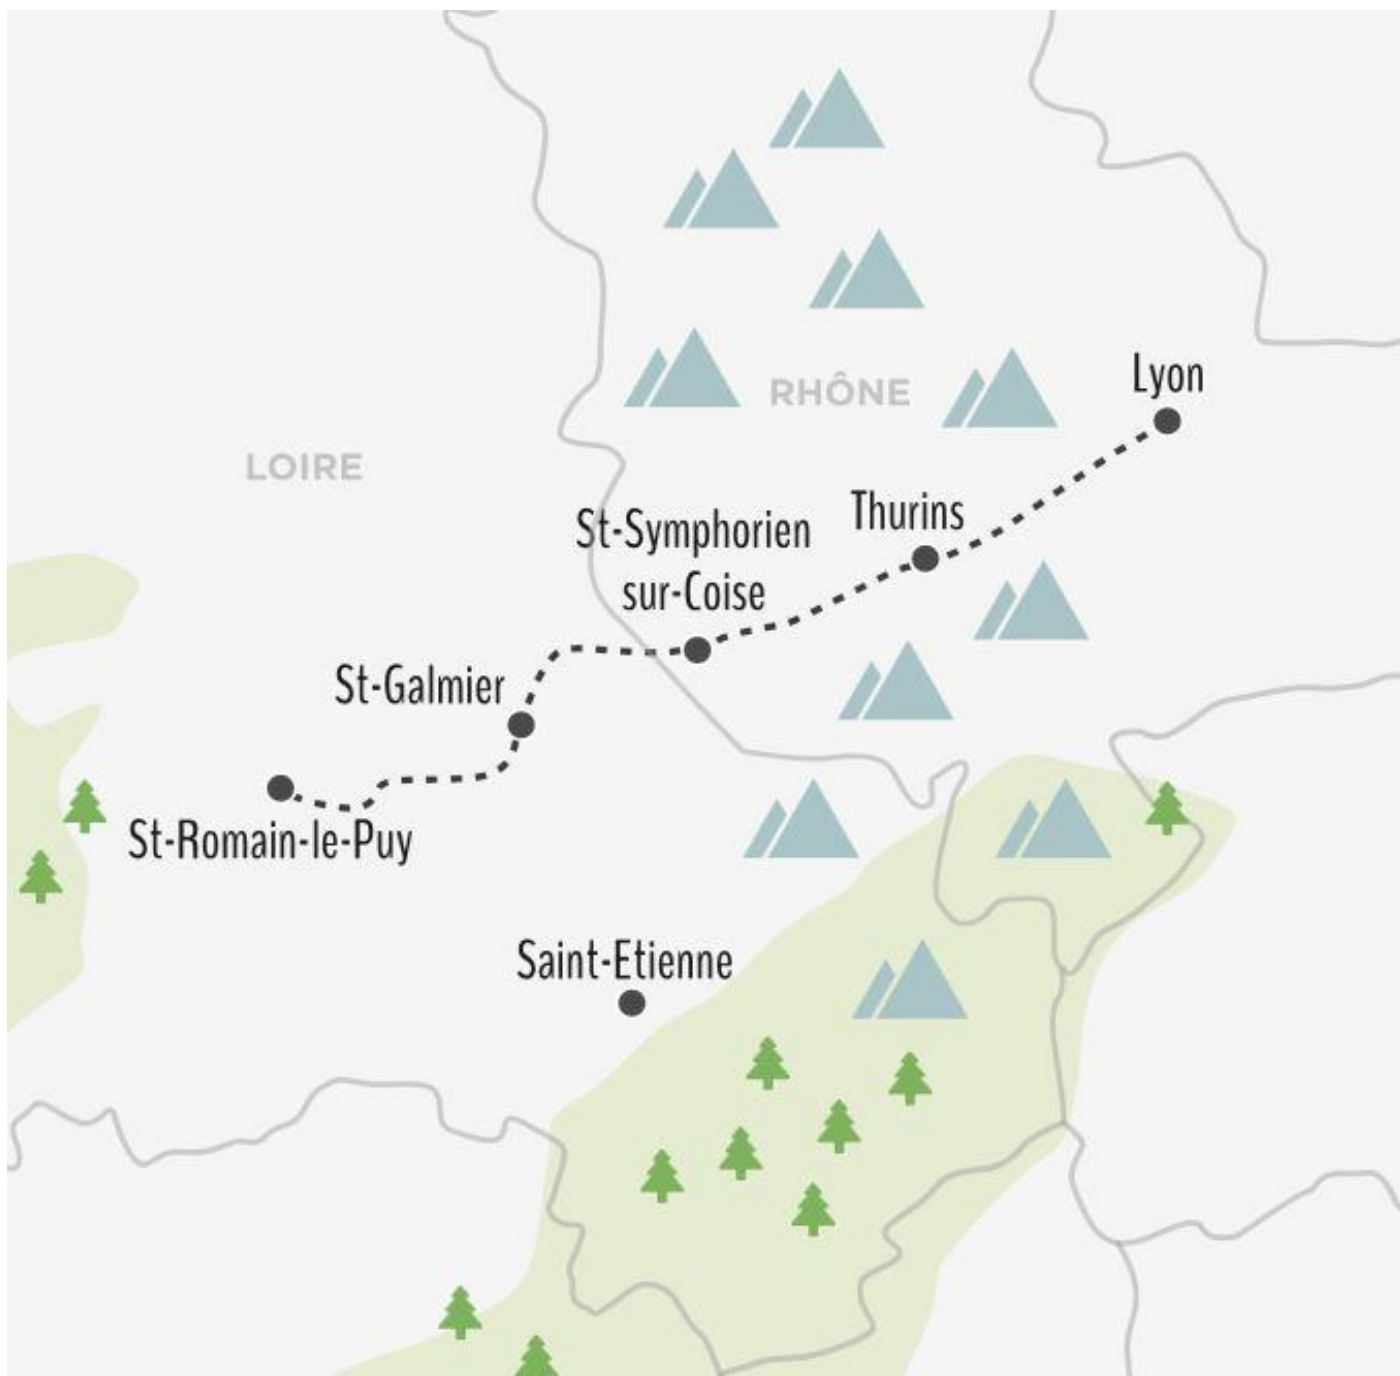 Lyon
RHÔNE
LOIRE
Thurins
St-Symphorien
sur-Coise
St-Galmier
St-Romain-le-Puy
Saint-Etienne